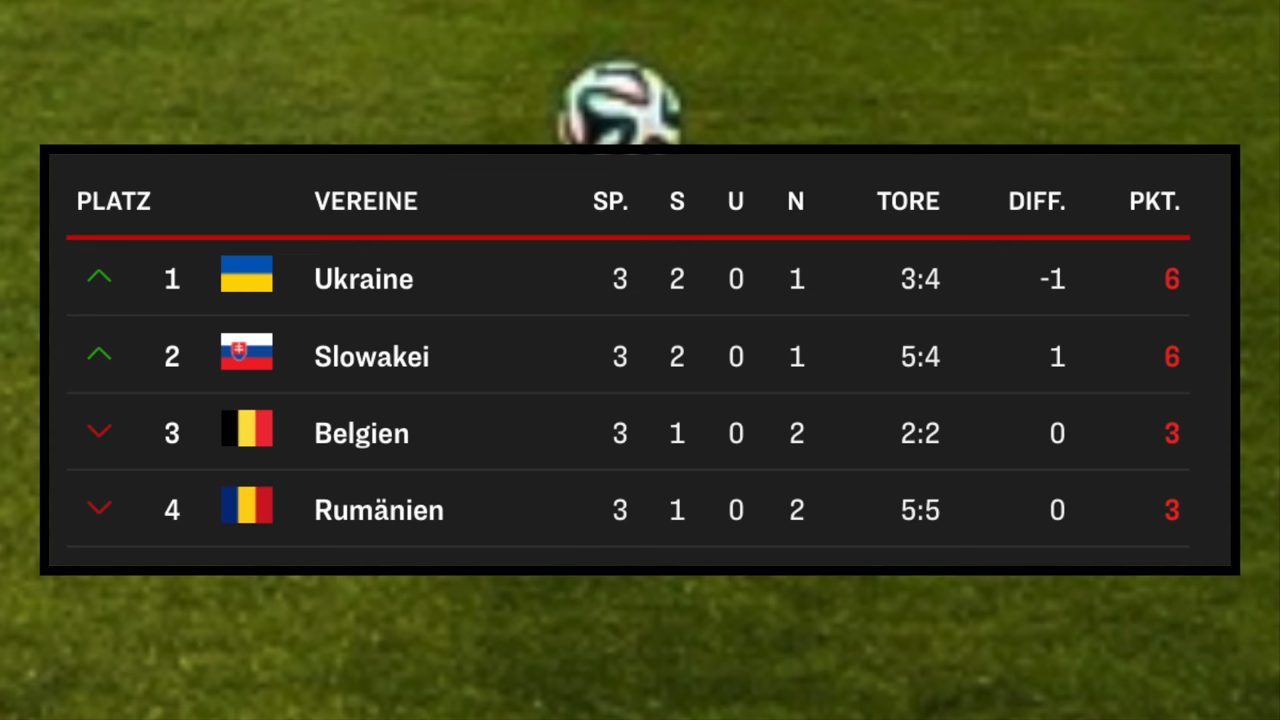 PLATZ VEREINE SP. S U N TORE DIFF. PKT.
1 Ukraine 3 2 0 1 3:4 -1 6
2 Slowakei 3 2 0 1 5:4 1 6
3 Belgien 3 1 0 2 2:2 0 3
4 Rumänien 3 1 0 2 5:5 0 3